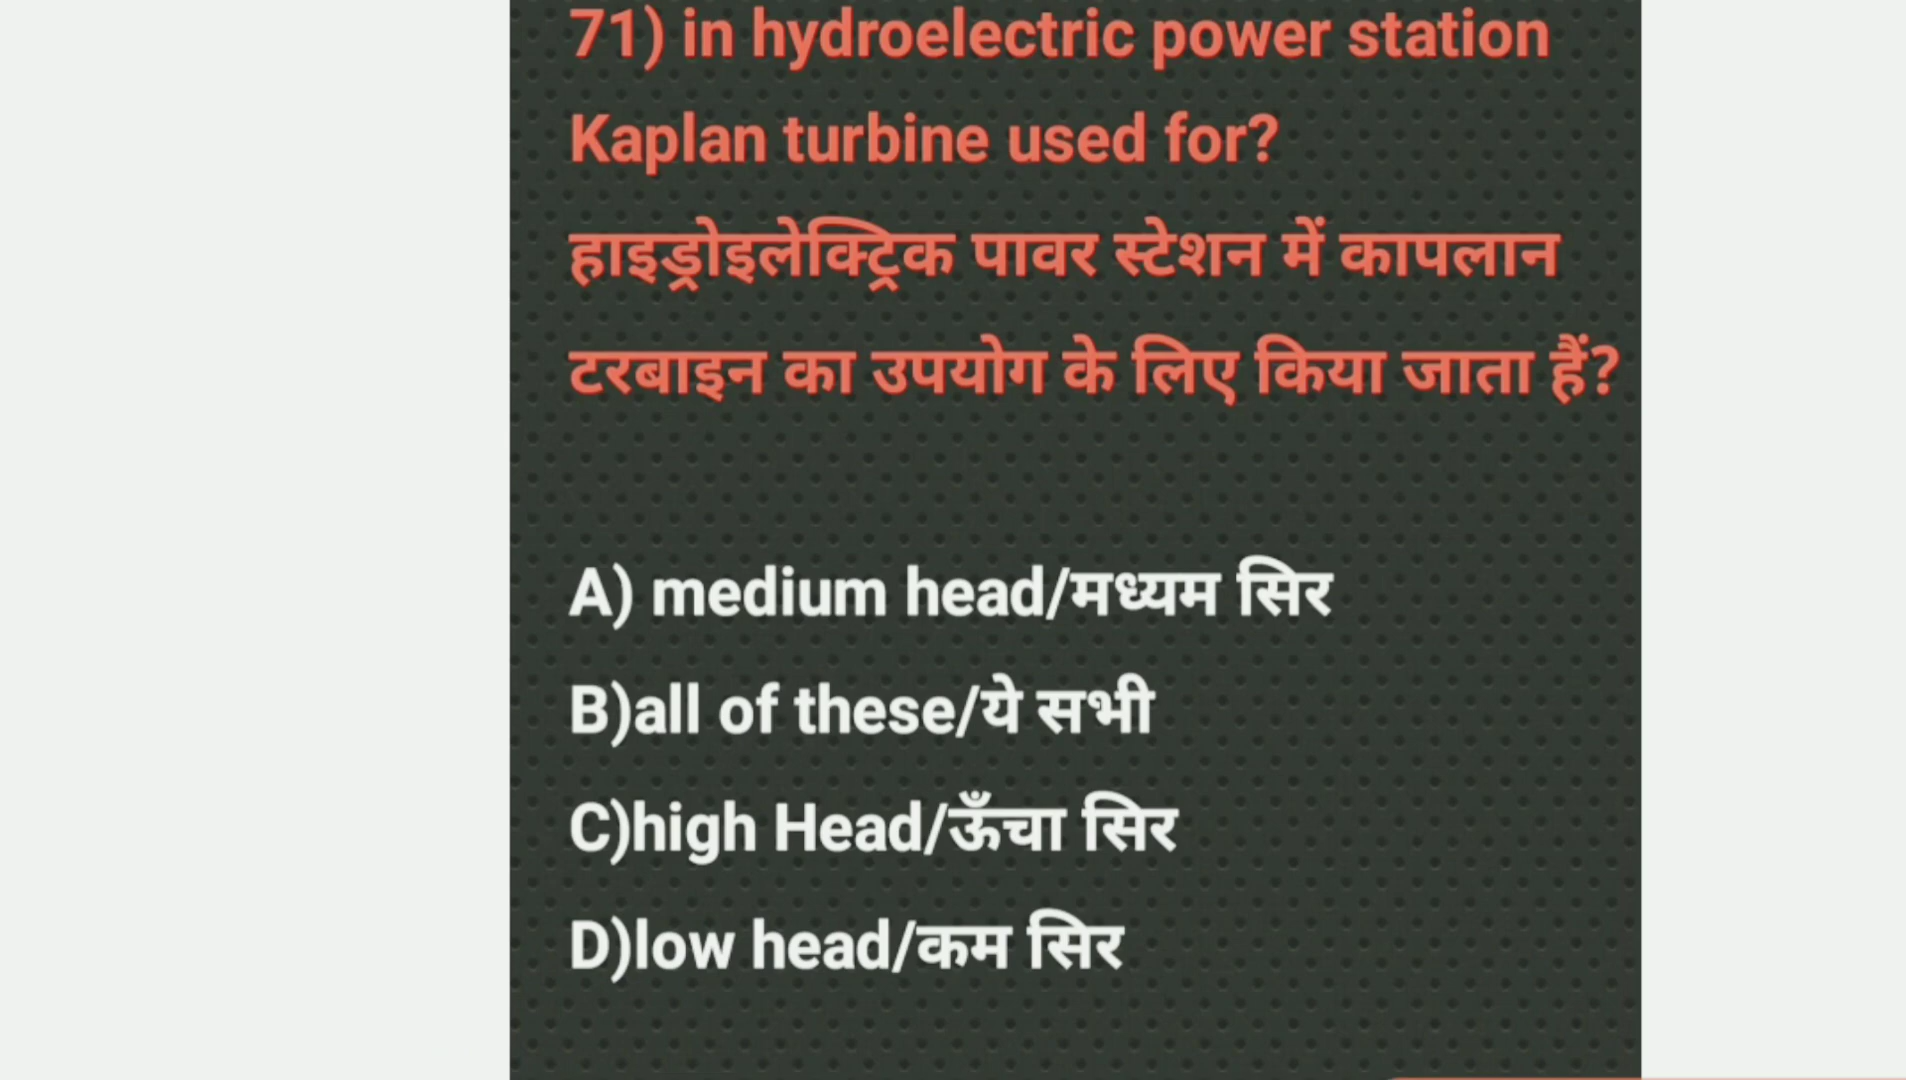 71) in hydroelectric power station
Kaplan turbine used for?
हाइड्रोइलेक्ट्रिक पावर स्टेशन में कापलान
टरबाइन का उपयोग के लिए किया जाता हैं?
A) medium head/मध्यम सिर
B)all of these/ये सभी
C)high Head/ऊँचा सिर
D)low head/कम सिर